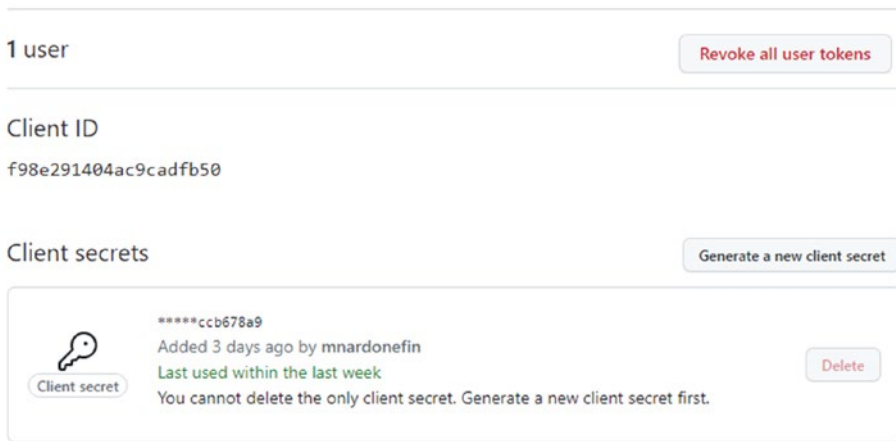 1 user
Revoke all user tokens
Client ID
f98e291404ac9cadfb50
Client secrets
Generate a new client secret
*****ccb678a9
Added 3 days ago by mnardonefin
Last used within the last week
You cannot delete the only client secret. Generate a new client secret first.
Client secret
Delete